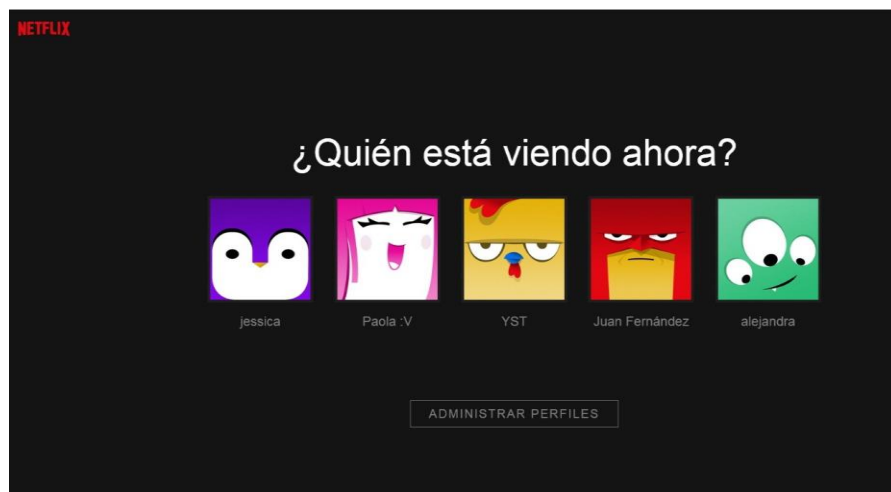 NETFLIX
¿Quién está viendo ahora?
jessica Paola :V YST Juan Fernández alejandra
ADMINISTRAR PERFILES